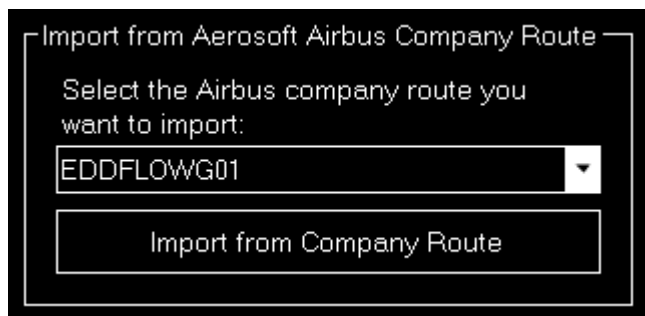 Import from Aerosoft Airbus Company Route
Select the Airbus company route you
want to import:
EDDFLOWG01
Import from Company Route